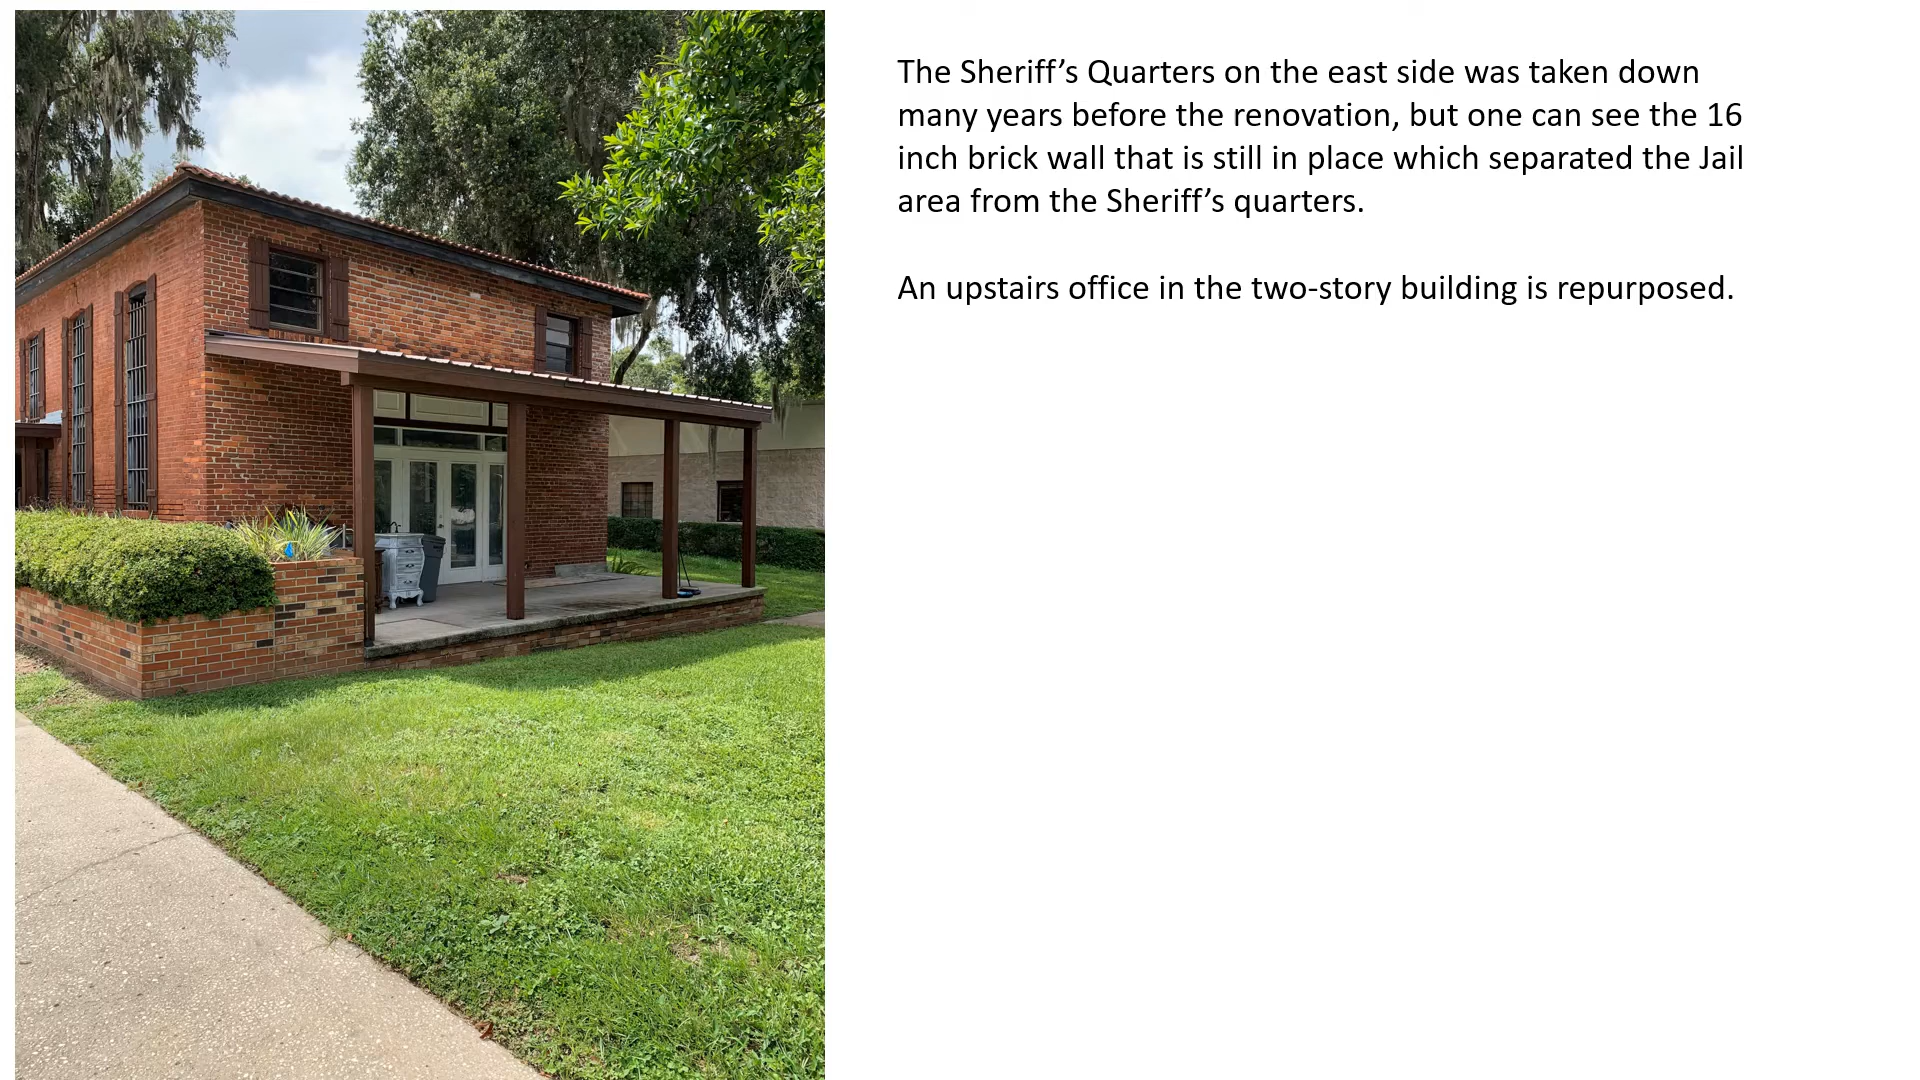 The Sheriff’s Quarters on the east side was taken down
many years before the renovation, but one can see the 16
inch brick wall that is still in place which separated the Jail
area from the Sheriff’s quarters.
An upstairs office in the two-story building is repurposed.